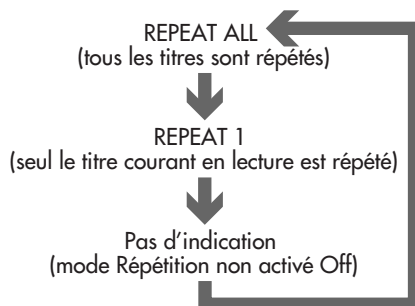 REPEAT ALL
(tous les titres sont répétés)
REPEAT 1
(seul le titre courant en lecture est répété)
Pas d'indication
(mode Répétition non activé Off)